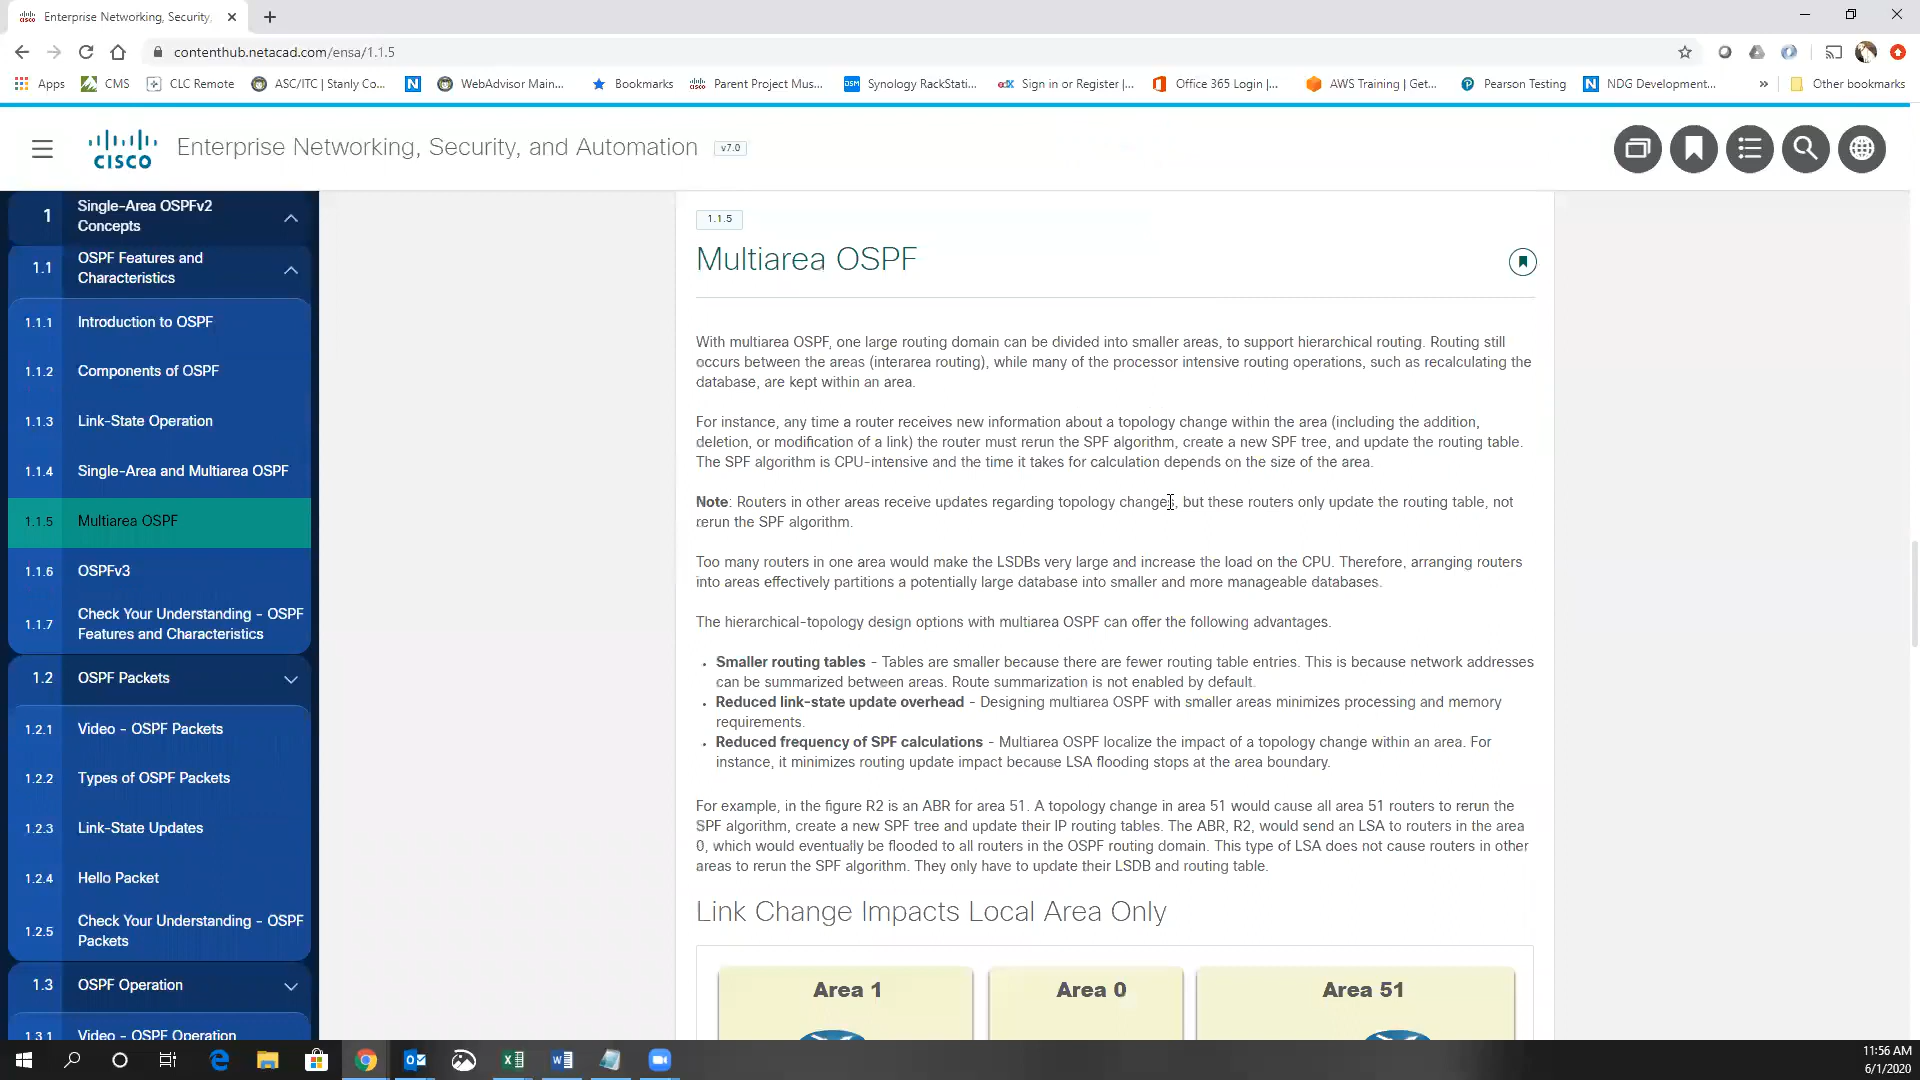 Enterprise Networking, Security,
contenthub.netacad.com/ensa/1.1.5
Apps
CMS
CLC Remote
ASC/ITC | Stanly Co...
WebAdvisor Main...
Bookmarks
Parent Project Mus...
Synology RackStati...
Sign in or Register |...
Office 365 Login |...
AWS Training | Get...
Pearson Testing
NDG Development...
»
Other bookmarks
CISCO
Enterprise Networking, Security, and Automation
v7.0
1
Single-Area OSPFv2
Concepts
1.1
OSPF Features and
Characteristics
1.1.1
Introduction to OSPF
1.1.2
Components of OSPF
1.1.3
Link-State Operation
1.1.4
Single-Area and Multiarea OSPF
1.1.5
Multiarea OSPF
1.1.6
OSPFv3
1.1.7
Check Your Understanding - OSPF
Features and Characteristics
1.2
OSPF Packets
1.2.1
Video - OSPF Packets
1.2.2
Types of OSPF Packets
1.2.3
Link-State Updates
1.2.4
Hello Packet
1.2.5
Check Your Understanding - OSPF
Packets
1.3
OSPF Operation
1.3.1
Video - OSPF Operation
1.1.5
Multiarea OSPF
With multiarea OSPF, one large routing domain can be divided into smaller areas, to support hierarchical routing. Routing still
occurs between the areas (interarea routing), while many of the processor intensive routing operations, such as recalculating the
database, are kept within an area.
For instance, any time a router receives new information about a topology change within the area (including the addition,
deletion, or modification of a link) the router must rerun the SPF algorithm, create a new SPF tree, and update the routing table.
The SPF algorithm is CPU-intensive and the time it takes for calculation depends on the size of the area.
Note: Routers in other areas receive updates regarding topology changes, but these routers only update the routing table, not
rerun the SPF algorithm.
Too many routers in one area would make the LSDBs very large and increase the load on the CPU. Therefore, arranging routers
into areas effectively partitions a potentially large database into smaller and more manageable databases.
The hierarchical-topology design options with multiarea OSPF can offer the following advantages.
• Smaller routing tables - Tables are smaller because there are fewer routing table entries. This is because network addresses
can be summarized between areas. Route summarization is not enabled by default.
• Reduced link-state update overhead - Designing multiarea OSPF with smaller areas minimizes processing and memory
requirements.
• Reduced frequency of SPF calculations - Multiarea OSPF localize the impact of a topology change within an area. For
instance, it minimizes routing update impact because LSA flooding stops at the area boundary.
For example, in the figure R2 is an ABR for area 51. A topology change in area 51 would cause all area 51 routers to rerun the
SPF algorithm, create a new SPF tree and update their IP routing tables. The ABR, R2, would send an LSA to routers in the area
0, which would eventually be flooded to all routers in the OSPF routing domain. This type of LSA does not cause routers in other
areas to rerun the SPF algorithm. They only have to update their LSDB and routing table.
Link Change Impacts Local Area Only
Area 1
Area 0
Area 51
11:56 AM
6/1/2020